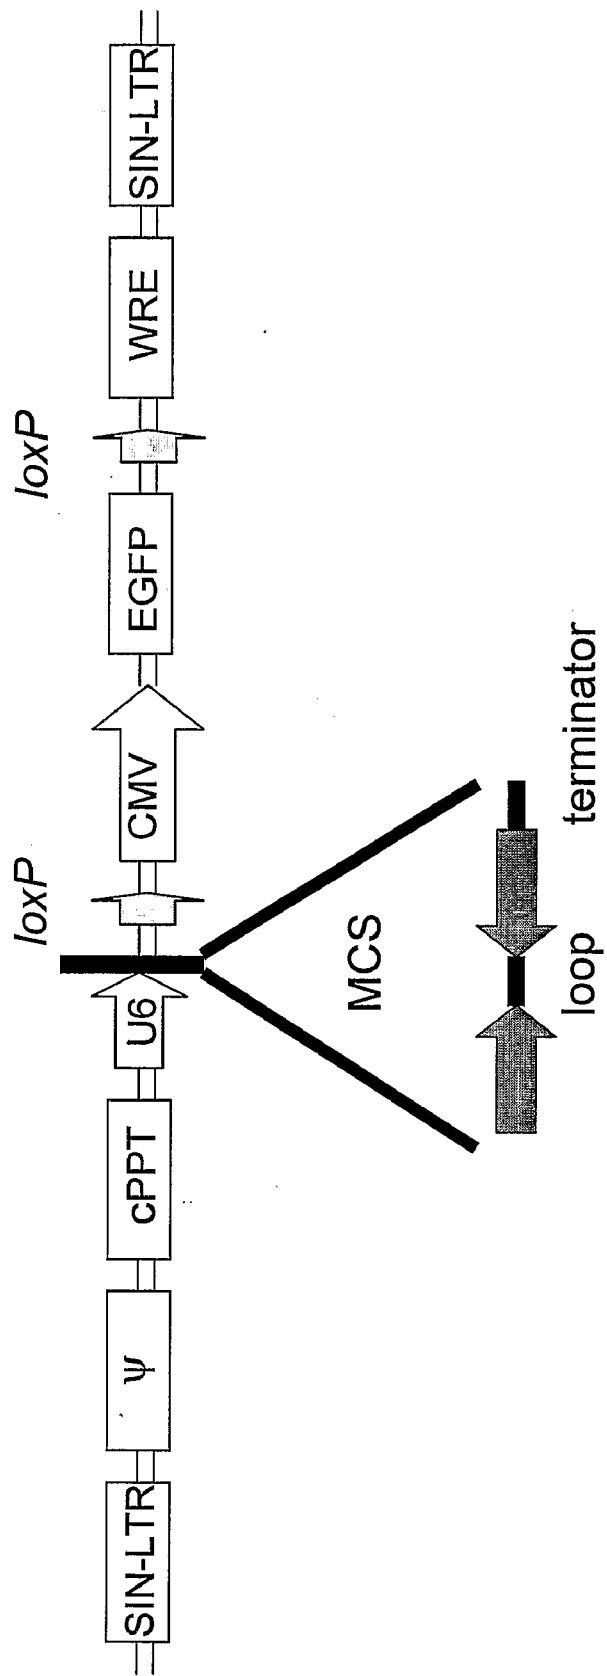 loxP loxP
SIN-LTR Ψ cPPT U6 CMV EGFP WRE SIN-LTR
MCS
loop terminator